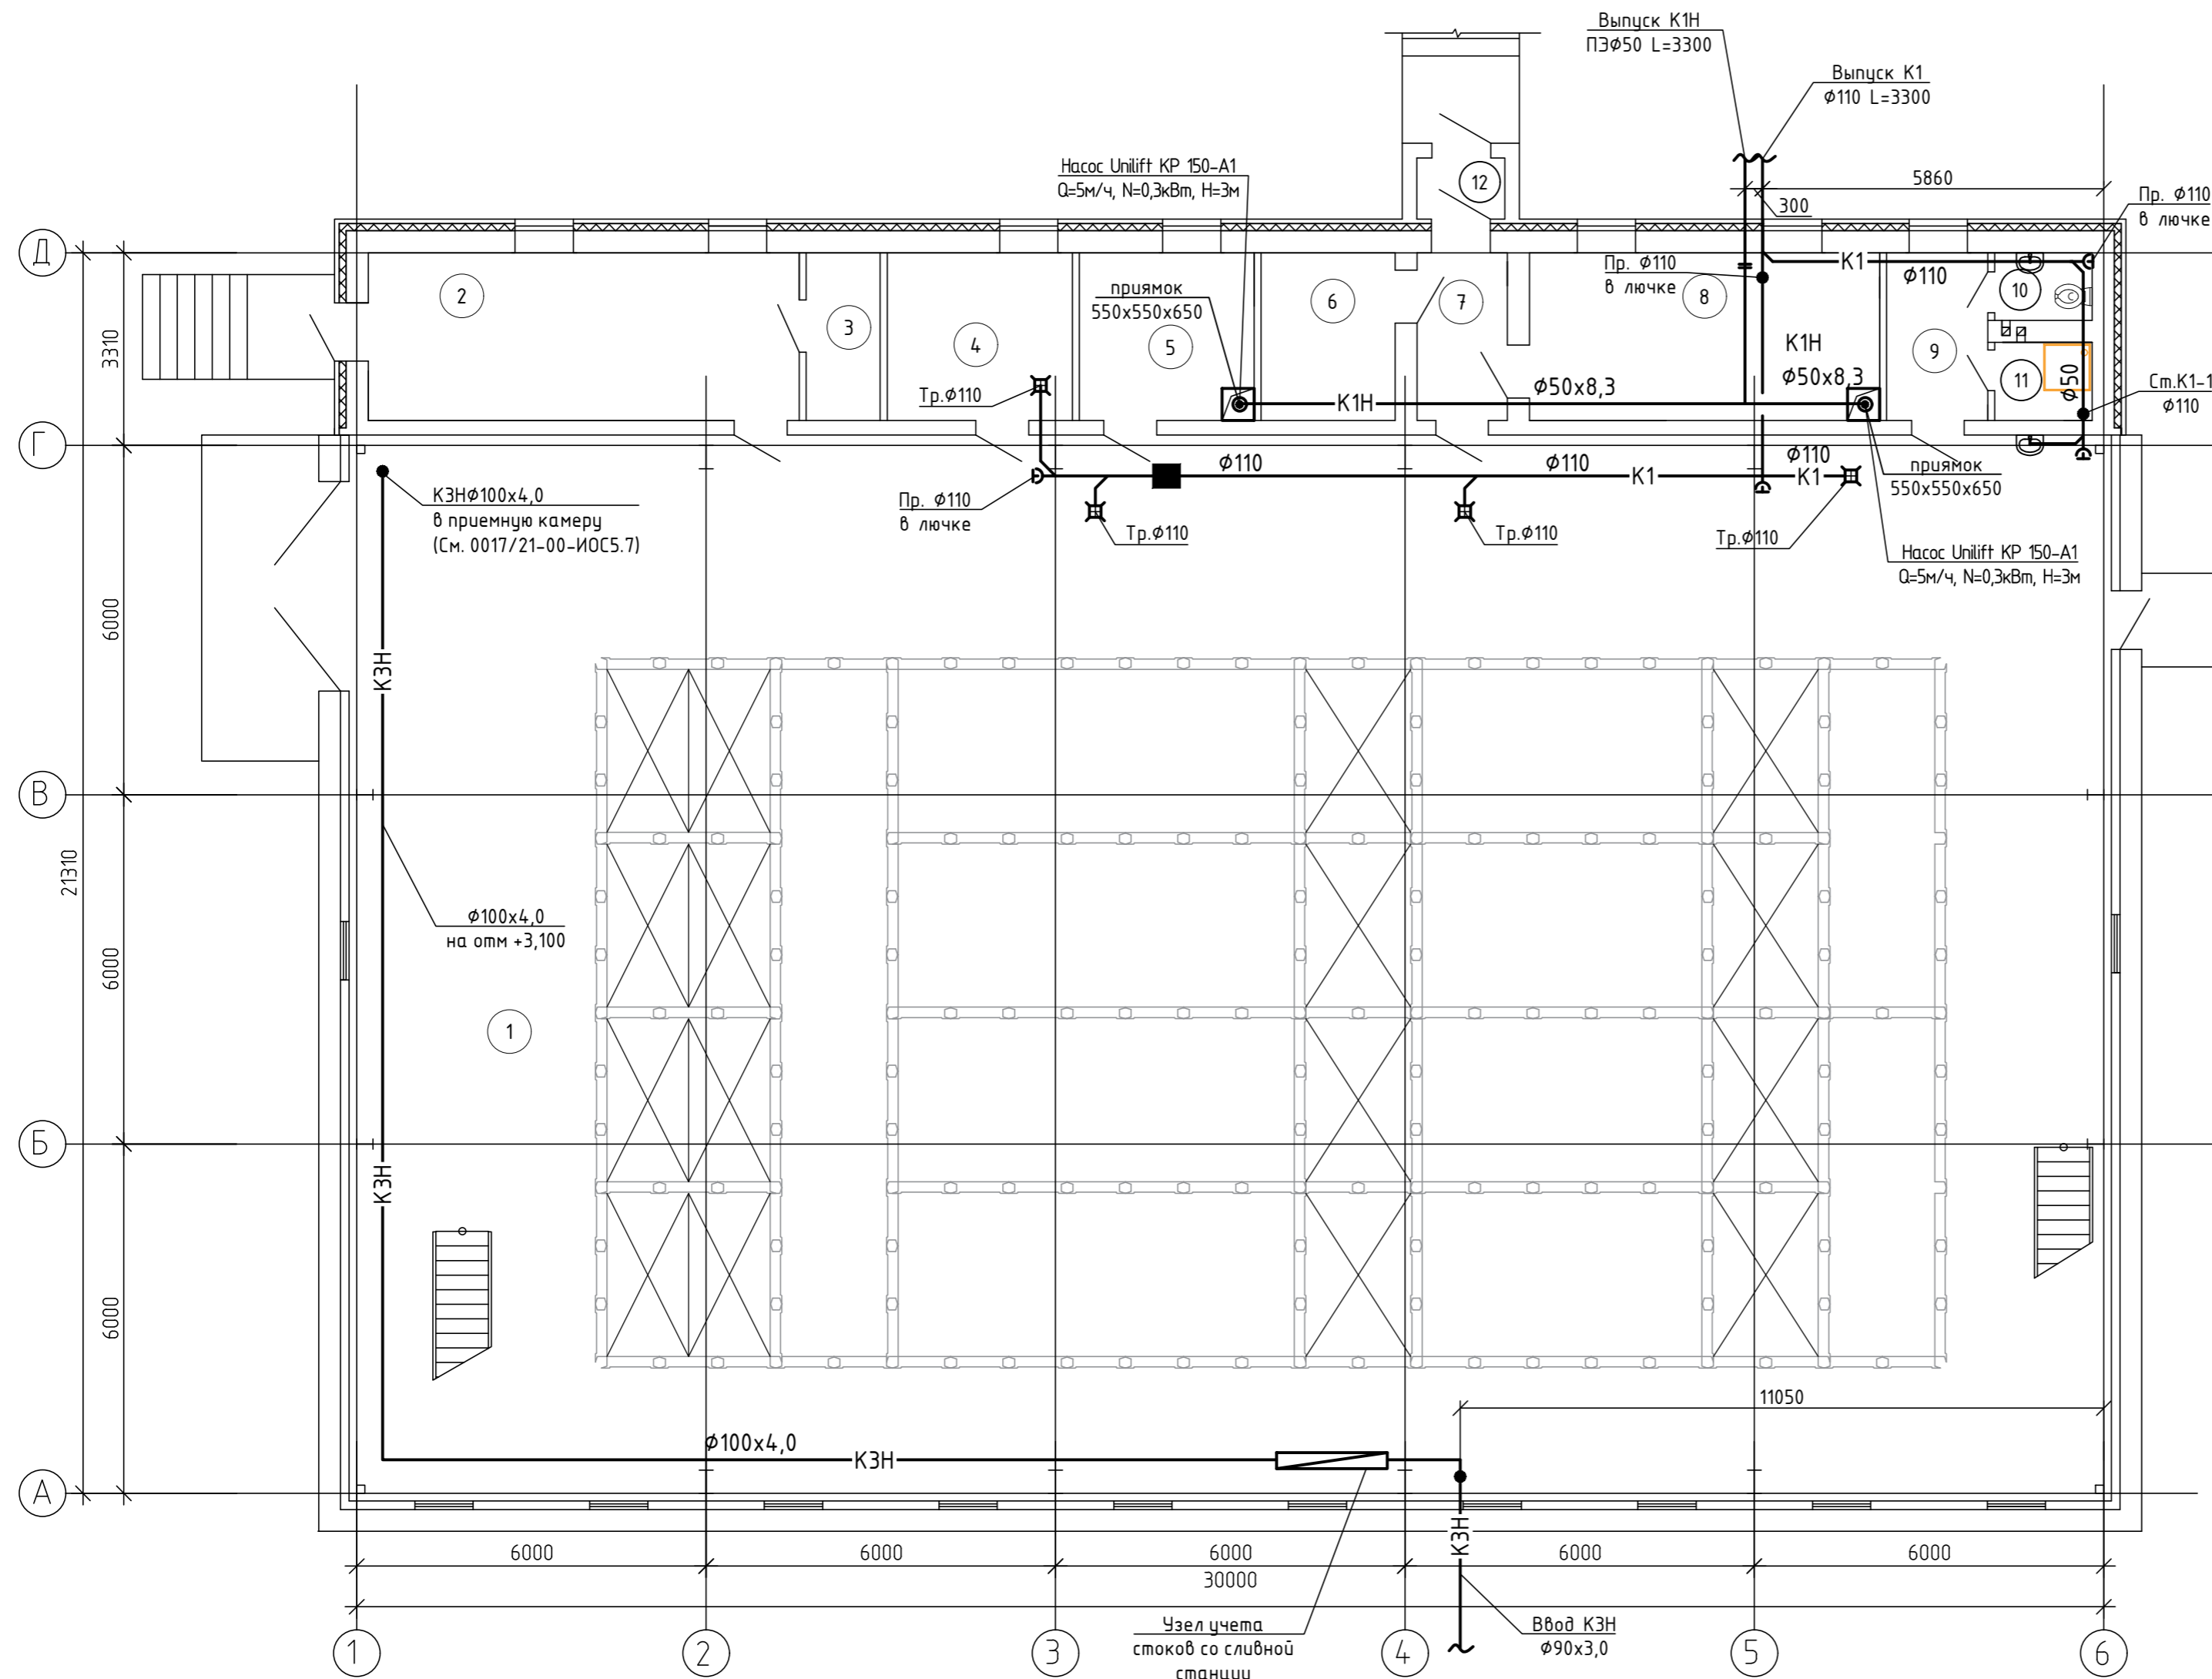 Выпуск К1Н
ПЭФ50 L=3300
Выпуск К1
Ф110 L=3300
Насос Unilift KP 150-A1
Q=5м/ч, N=0,3кВт, H=3м
12
5860
300
Пр. Ф110
в лючке
Д
2
3
4
приямок
550х550х650
5
6
7
Пр. Ф110
в лючке
8
К1
Ф110
10
9
11
Ф50
3310
К1Н
Ф50х8,3
Ст.К1-1
Ф110
Тр.Ф110
К1Н
Ф50х8,3
Г
К3НФ100х4,0
в приемную камеру
(См. 0017/21-00-ИОС5.7)
Пр. Ф110
в лючке
Ф110
Ф110
К1
Ф110
К1
приямок
550х550х650
Тр.Ф110
Тр.Ф110
Тр.Ф110
Насос Unilift KP 150-A1
Q=5м/ч, N=0,3кВт, H=3м
6000
К3Н
В
21310
Ф100х4,0
на отм +3,100
6000
1
Б
К3Н
6000
11050
Ф100х4,0
К3Н
А
К3Н
6000
6000
6000
6000
6000
30000
Узел учета
стоков со сливной
станции
Ввод К3Н
Ф90х3,0
1
2
3
4
5
6